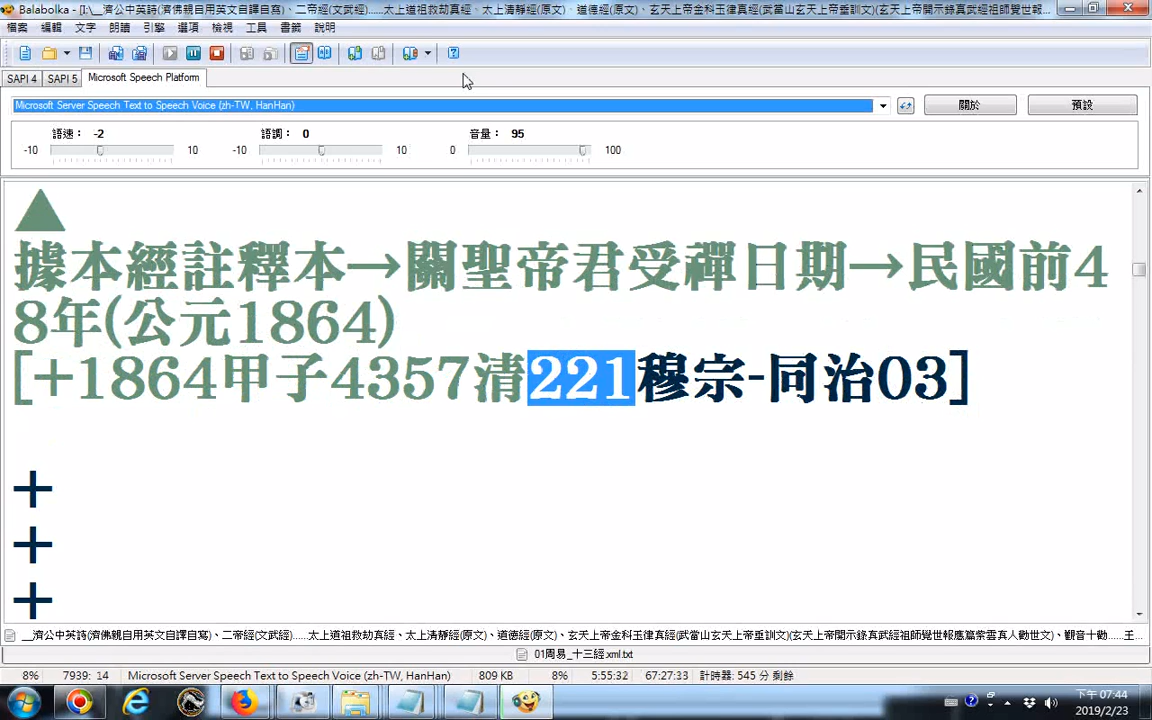 Balabolka - [J:\__濟公中英詩(濟佛親自用英文自譯自寫)、二帝經(文武經)......太上道祖救劫真經、太上清靜經(原文)、道德經(原文)、玄天上帝金科玉律真經(武當山玄天上帝垂訓文)(玄天上帝開示錄真武經祖師覺世報...
檔案 編輯 文字 朗讀 引擎 選項 檢視 工具 書籤 說明
SAPI 4 SAPI 5 Microsoft Speech Platform
Microsoft Server Speech Text to Speech Voice (zh-TW, HanHan) 關於 預設
語速： -2 語調： 0 音量： 95
-10 10 -10 10 0 100
▲
據本經註釋本→關聖帝君受禪日期→民國前4
8年(公元1864)
[+1864甲子4357清221穆宗-同治03]
+
+
+
__濟公中英詩(濟佛親自用英文自譯自寫)、二帝經(文武經)......太上道祖救劫真經、太上清靜經(原文)、道德經(原文)、玄天上帝金科玉律真經(武當山玄天上帝垂訓文)(玄天上帝開示錄真武經祖師覺世報應篇紫雲真人勸世文)、觀音十勸....王...
01周易_十三經.xml.txt
8% 7939: 14 Microsoft Server Speech Text to Speech Voice (zh-TW, HanHan) 809 KB 8% 5:55:32 67:27:33 計時器: 545 分 剩餘
下午 07:44
2019/2/23